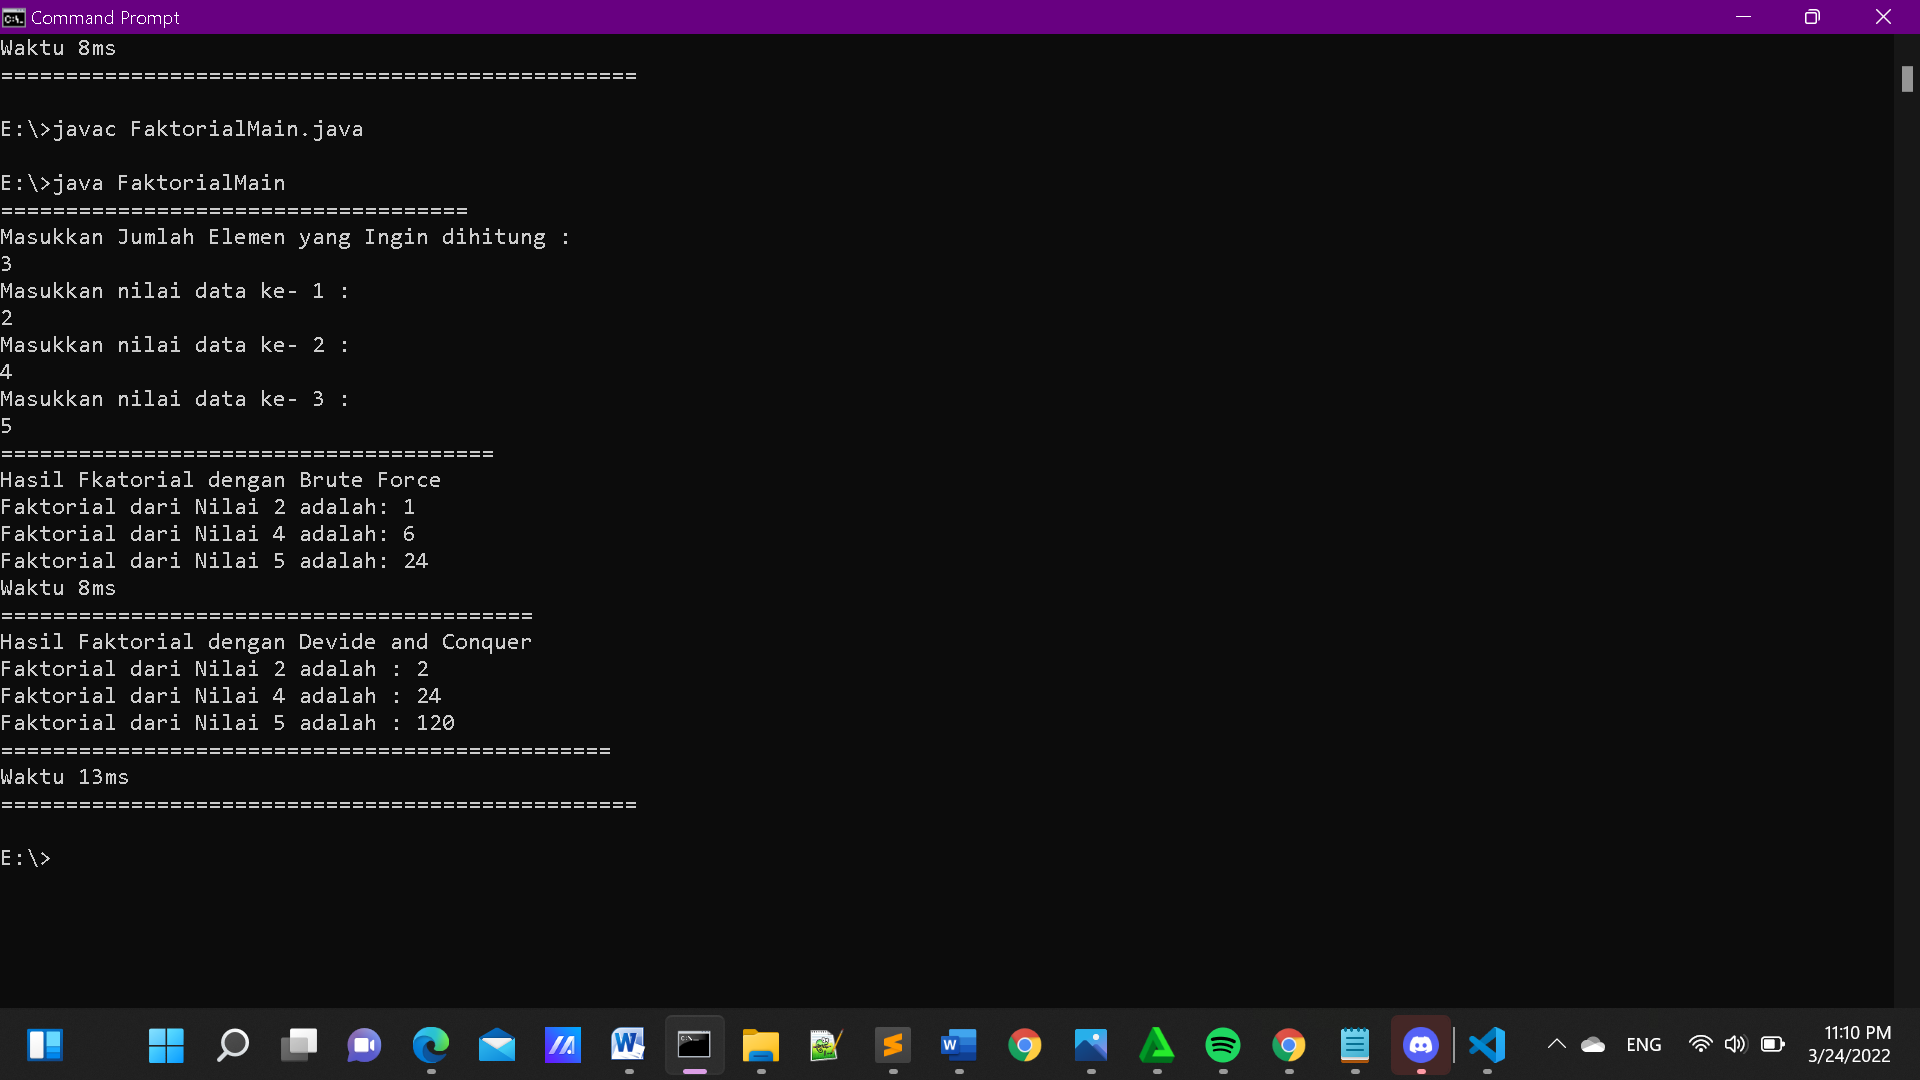 Command Prompt
Waktu 8ms
=================================================
E:\>javac FaktorialMain.java
E:\>java FaktorialMain
====================================
Masukkan Jumlah Elemen yang Ingin dihitung :
3
Masukkan nilai data ke- 1 :
2
Masukkan nilai data ke- 2 :
4
Masukkan nilai data ke- 3 :
5
======================================
Hasil Fkatorial dengan Brute Force
Faktorial dari Nilai 2 adalah: 1
Faktorial dari Nilai 4 adalah: 6
Faktorial dari Nilai 5 adalah: 24
Waktu 8ms
=========================================
Hasil Faktorial dengan Devide and Conquer
Faktorial dari Nilai 2 adalah : 2
Faktorial dari Nilai 4 adalah : 24
Faktorial dari Nilai 5 adalah : 120
===============================================
Waktu 13ms
=================================================
E:\>
ENG
11:10 PM
3/24/2022